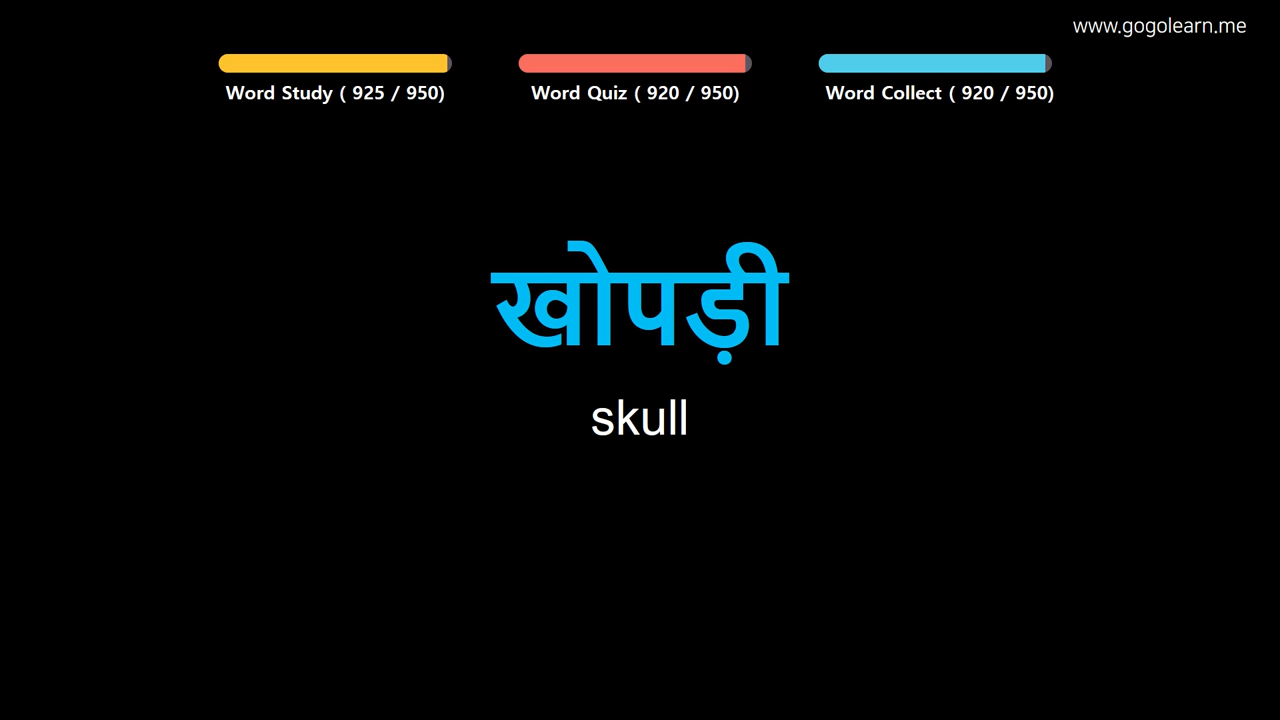 www.gogolearn.me
Word Study ( 925 / 950)
Word Quiz ( 920 / 950)
Word Collect ( 920 / 950)
खोपड़ी
skull